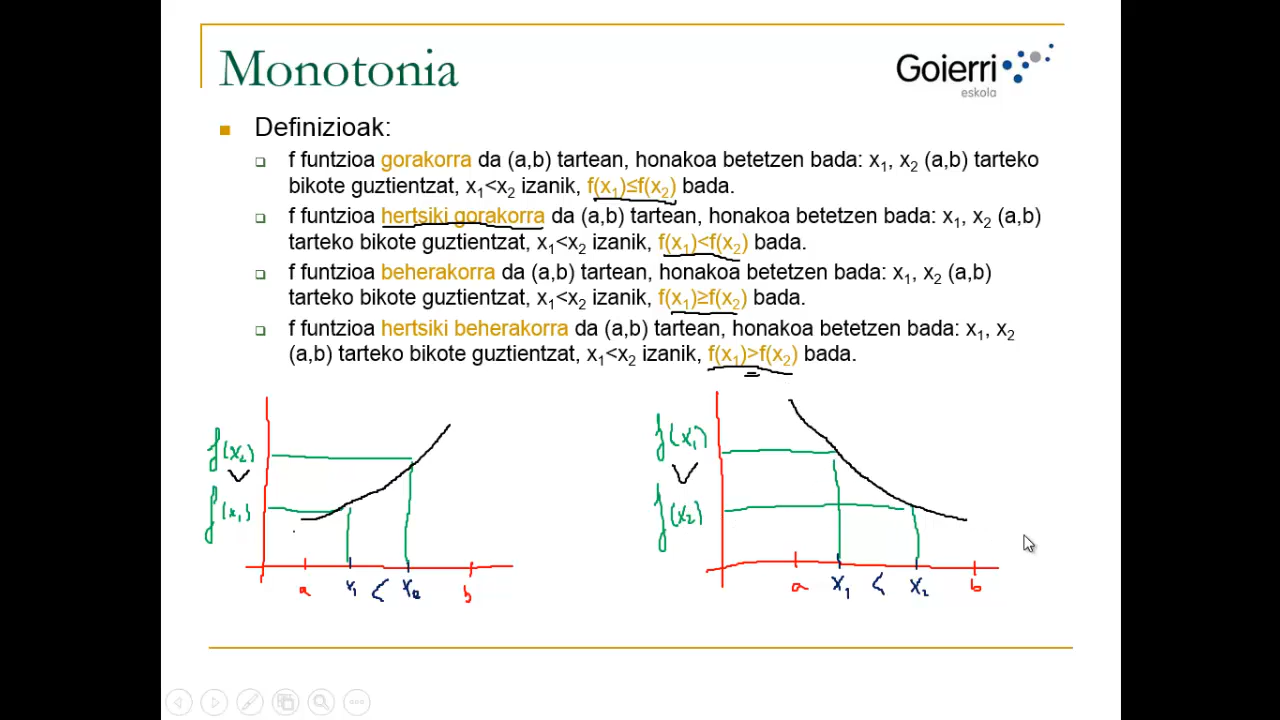 Monotonia
Goierri
eskola
Definizioak:
f funtzioa gorakorra da (a,b) tartean, honakoa betetzen bada: x₁, x₂ (a,b) tarteko
bikote guztientzat, x₁<x₂ izanik, f(x₁)≤f(x₂) bada.
f funtzioa hertsiki gorakorra da (a,b) tartean, honakoa betetzen bada: x₁, x₂ (a,b)
tarteko bikote guztientzat, x₁<x₂ izanik, f(x₁)<f(x₂) bada.
f funtzioa beherakorra da (a,b) tartean, honakoa betetzen bada: x₁, x₂ (a,b)
tarteko bikote guztientzat, x₁<x₂ izanik, f(x₁)≥f(x₂) bada.
f funtzioa hertsiki beherakorra da (a,b) tartean, honakoa betetzen bada: x₁, x₂
(a,b) tarteko bikote guztientzat, x₁<x₂ izanik, f(x₁)>f(x₂) bada.
f(x₂)
∨
f(x₁)
a x₁ < x₂ b
f(x₁)
∨
f(x₂)
a x₁ < x₂ b